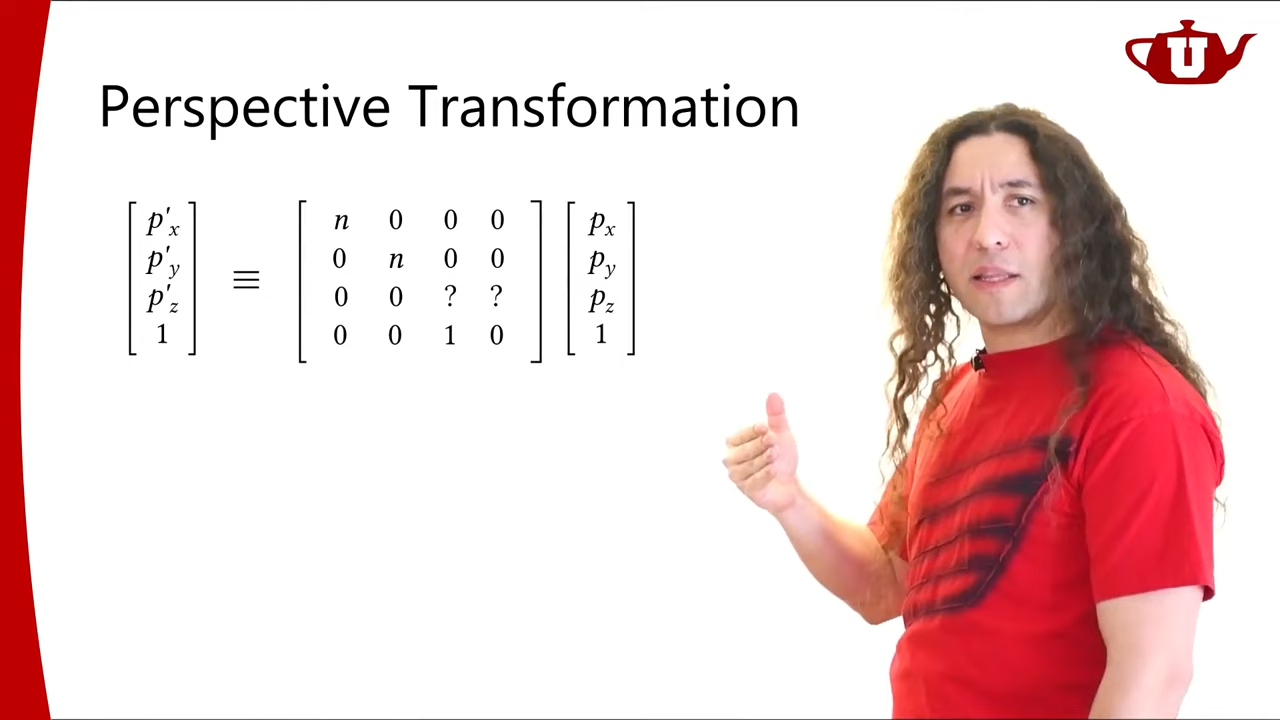 U
Perspective Transformation
[p'x] ≡ [n 0 0 0] [px]
[p'y] [0 n 0 0] [py]
[p'z] [0 0 ? ?] [pz]
[1] [0 0 1 0] [1]